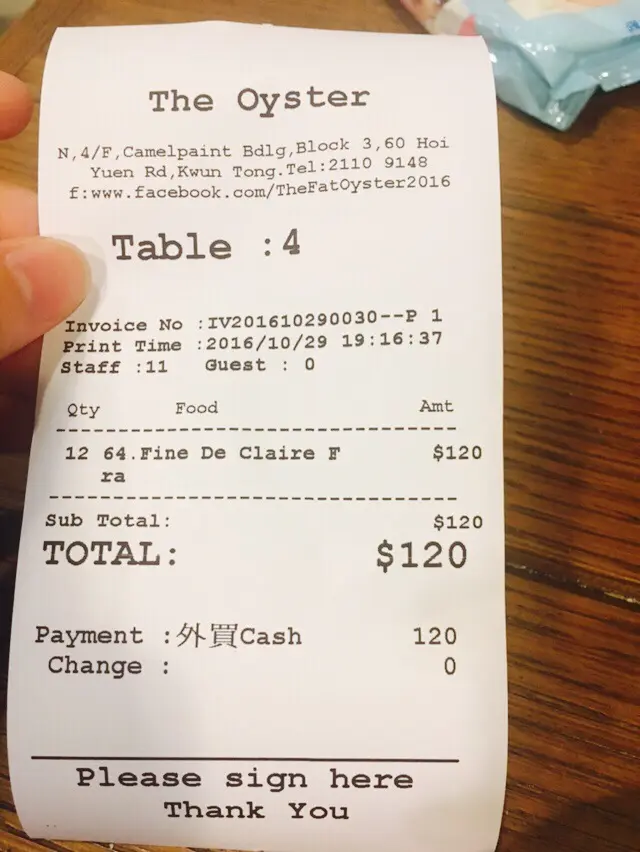 The Oyster
N,4/F,Camelpaint Bdlg,Block 3,60 Hoi
Yuen Rd,Kwun Tong.Tel:2110 9148
f:www.facebook.com/TheFatOyster2016
Table :4
Invoice No :IV201610290030--P 1
Print Time :2016/10/29 19:16:37
Staff :11 Guest : 0
Qty Food Amt
12 64.Fine De Claire F $120
ra
Sub Total: $120
TOTAL: $120
Payment :外買Cash 120
Change : 0
Please sign here
Thank You